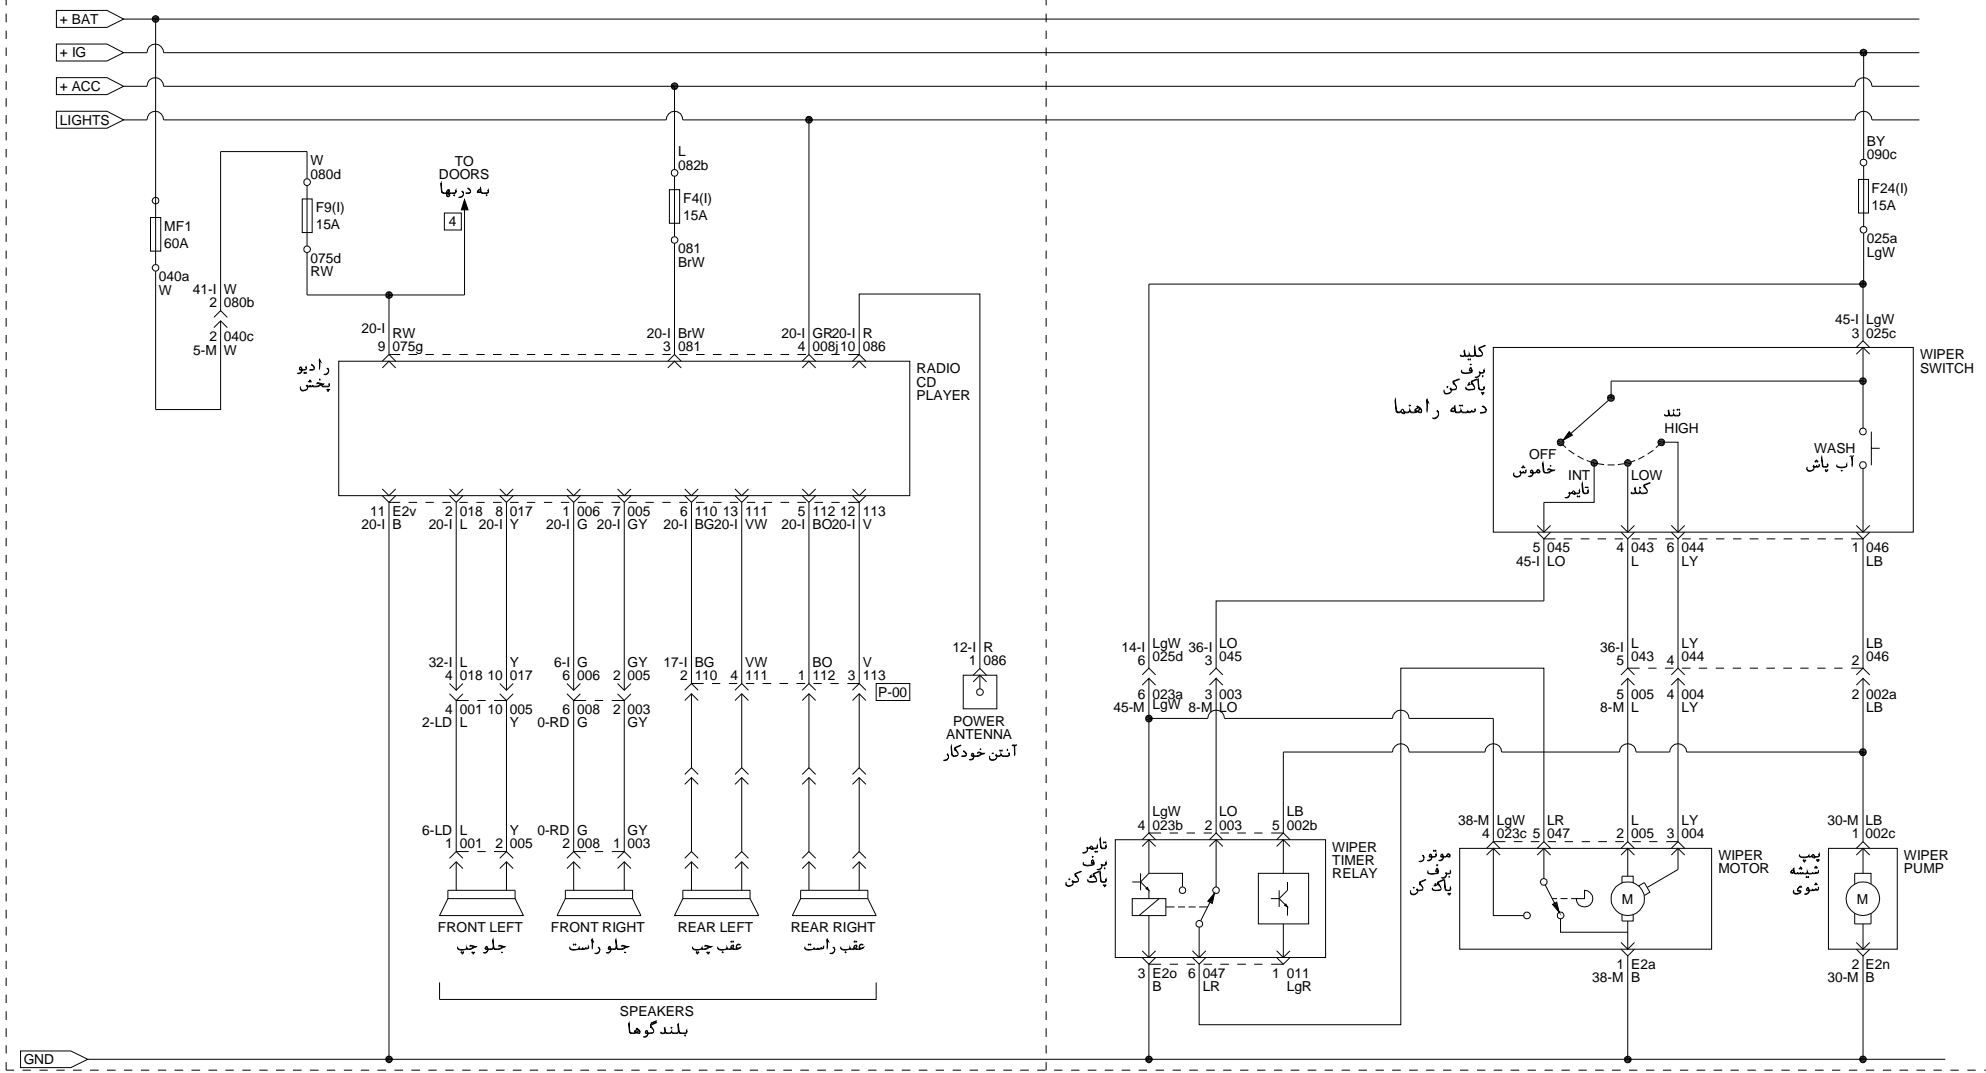 + BAT
+ IG
+ ACC
LIGHTS
MF1
60A
040a
W
W
080d
F9(I)
15A
075d
RW
41-I W
2 080b
2 040c
5-M W
TO
DOORS
به دربها
4
L
082b
F4(I)
15A
081
BrW
20-I RW
9 075g
20-I BrW
3 081
20-I GR
4 008j
20-I R
10 086
رادیو
پخش
RADIO
CD
PLAYER
11 E2v
20-I B
2 018
20-I L
8 017
20-I Y
1 006
20-I G
7 005
20-I GY
6 110
20-I BG
13 111
20-I VW
5 112
20-I BO
12 113
20-I V
32-I L
4 018
Y
10 017
6-I G
6 006
GY
2 005
17-I BG
2 110
VW
4 111
BO
1 112
V
3 113
P-00
4 001
2-LD L
10 005
Y
6 008
0-RD G
2 003
GY
6-LD L
1 001
Y
2 005
0-RD G
2 008
GY
1 003
FRONT LEFT
جلو چپ
FRONT RIGHT
جلو راست
REAR LEFT
عقب چپ
REAR RIGHT
عقب راست
SPEAKERS
بلندگوها
12-I R
1 086
POWER
ANTENNA
آنتن خودکار
GND
BY
090c
F24(I)
15A
025a
LgW
45-I LgW
3 025c
WIPER
SWITCH
کلید
برف
پاک کن
دسته راهنما
OFF
خاموش
INT
تایمر
LOW
کند
تند
HIGH
WASH
آب پاش
5 045
45-I LO
4 043
L
6 044
LY
1 046
LB
14-I LgW
6 025d
36-I LO
3 045
36-I L
5 043
LY
4 044
LB
2 046
6 023a
45-M LgW
3 003
8-M LO
5 005
8-M L
4 004
LY
2 002a
LB
LgW
4 023b
LO
2 003
LB
5 002b
تایمر
برف
پاک کن
WIPER
TIMER
RELAY
3 E2o
B
6 047
LR
1 011
LgR
38-M LgW
4 023c
LR
5 047
L
2 005
LY
3 004
موتور
برف
پاک کن
M
WIPER
MOTOR
1 E2a
38-M B
30-M LB
1 002c
پمپ
شیشه
شوی
M
WIPER
PUMP
2 E2n
30-M B